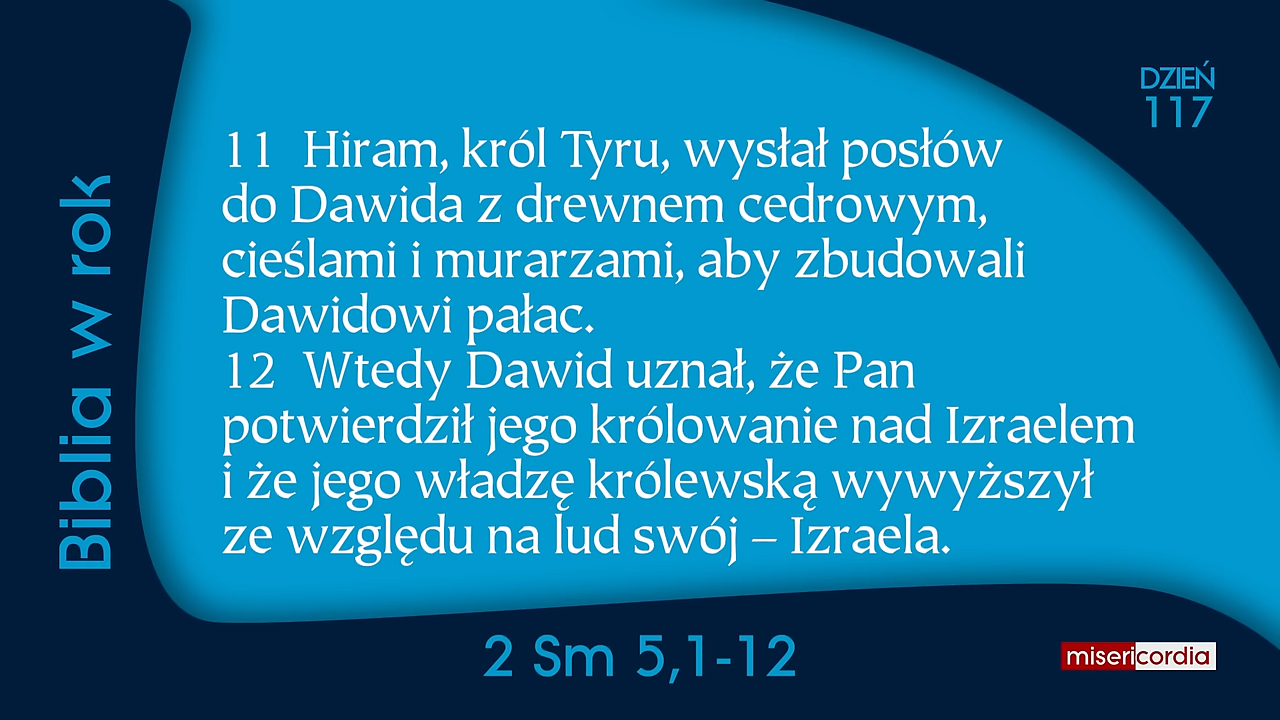 DZIEŃ
117
Biblia w rok
11 Hiram, król Tyru, wysłał posłów
do Dawida z drewnem cedrowym,
cieślami i murarzami, aby zbudowali
Dawidowi pałac.
12 Wtedy Dawid uznał, że Pan
potwierdził jego królowanie nad Izraelem
i że jego władzę królewską wywyższył
ze względu na lud swój – Izraela.
2 Sm 5,1-12
misericordia